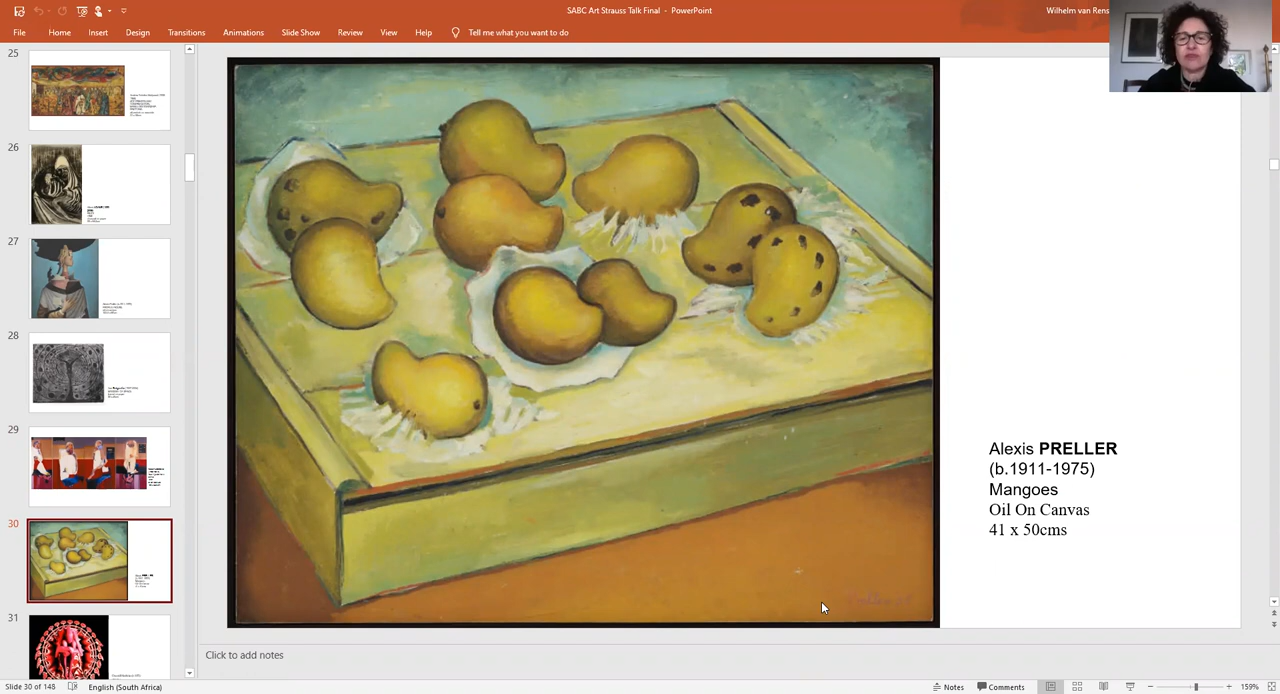 SABC Art Strauss Talk Final - PowerPoint
Wilhelm van Rens
File Home Insert Design Transitions Animations Slide Show Review View Help Tell me what you want to do
25
26
27
28
29
30
31
Alexis PRELLER
(b.1911-1975)
Mangoes
Oil On Canvas
41 x 50cms
Click to add notes
Slide 30 of 148 English (South Africa) Notes Comments 159%